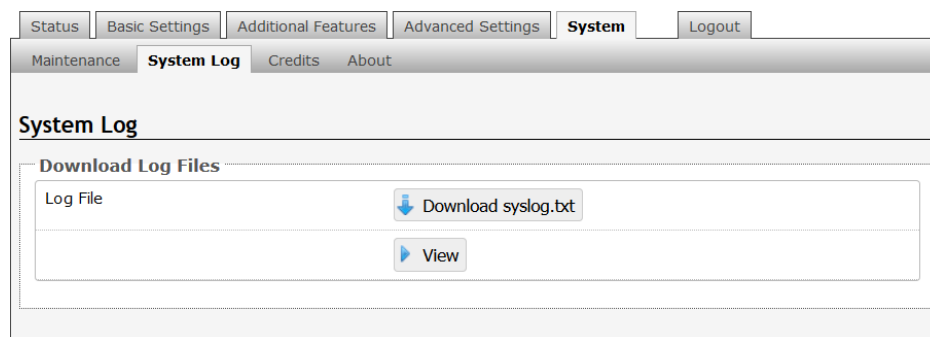 Status Basic Settings Additional Features Advanced Settings System Logout
Maintenance System Log Credits About
System Log
Download Log Files
Log File Download syslog.txt
View